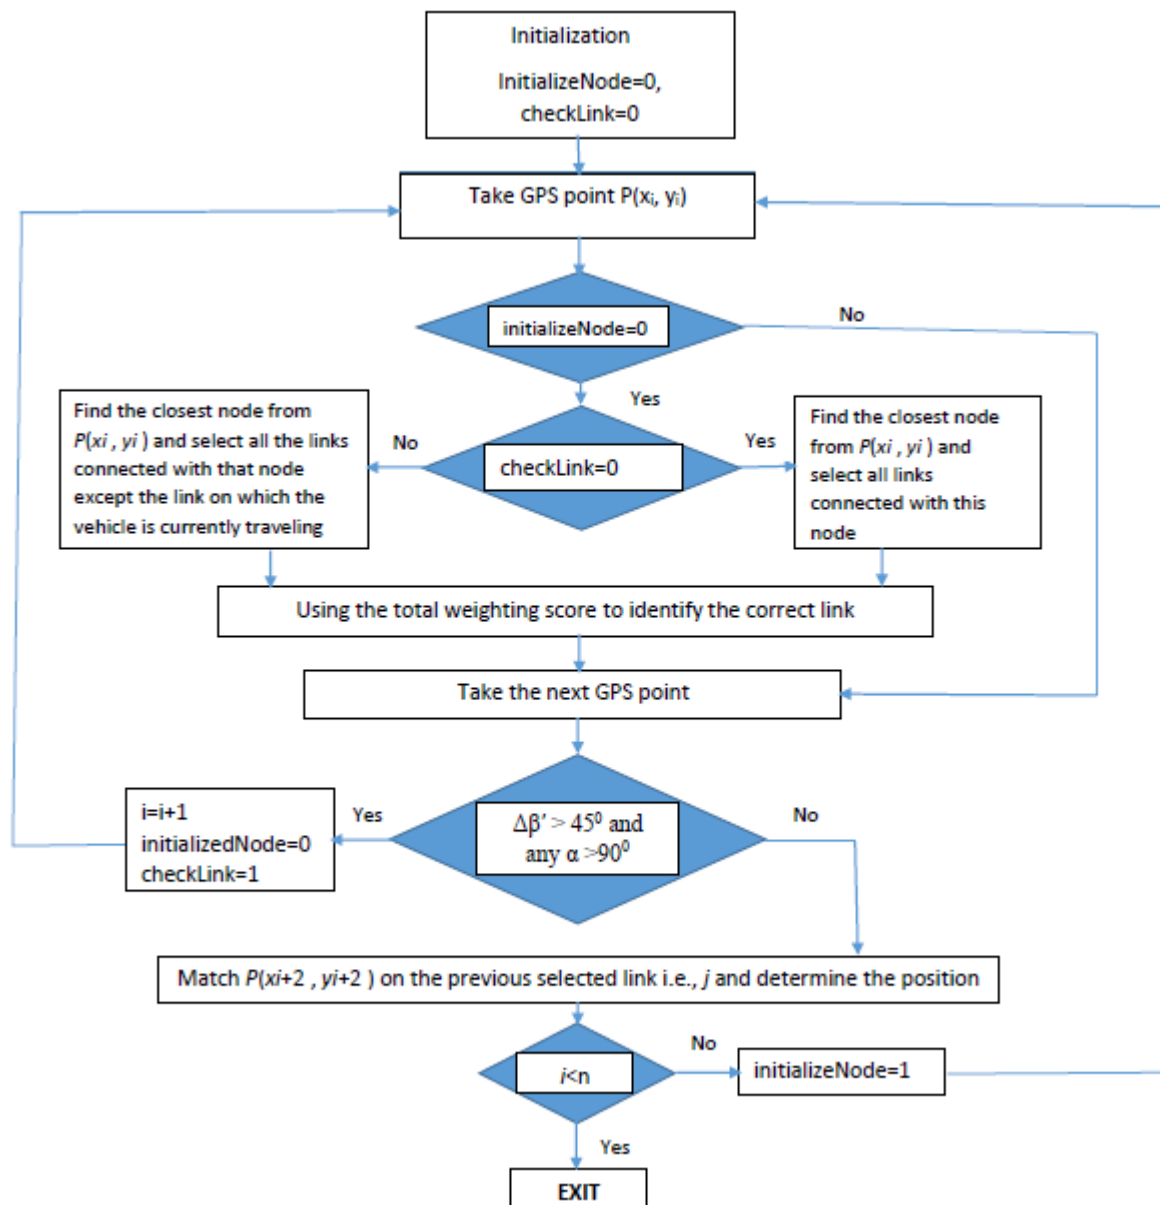 Initialization
InitializeNode=0,
checkLink=0
Take GPS point P(xᵢ, yᵢ)
initializeNode=0
No
Yes
Find the closest node from
P(xi , yi ) and select all the links
connected with that node
except the link on which the
vehicle is currently traveling
No
checkLink=0
Yes
Find the closest node
from P(xi , yi ) and
select all links
connected with this
node
Using the total weighting score to identify the correct link
Take the next GPS point
i=i+1
initializedNode=0
checkLink=1
Yes
Δβ′ > 45⁰ and
any α >90⁰
No
Match P(xi+2 , yi+2 ) on the previous selected link i.e., j and determine the position
i<n
No
initializeNode=1
Yes
EXIT